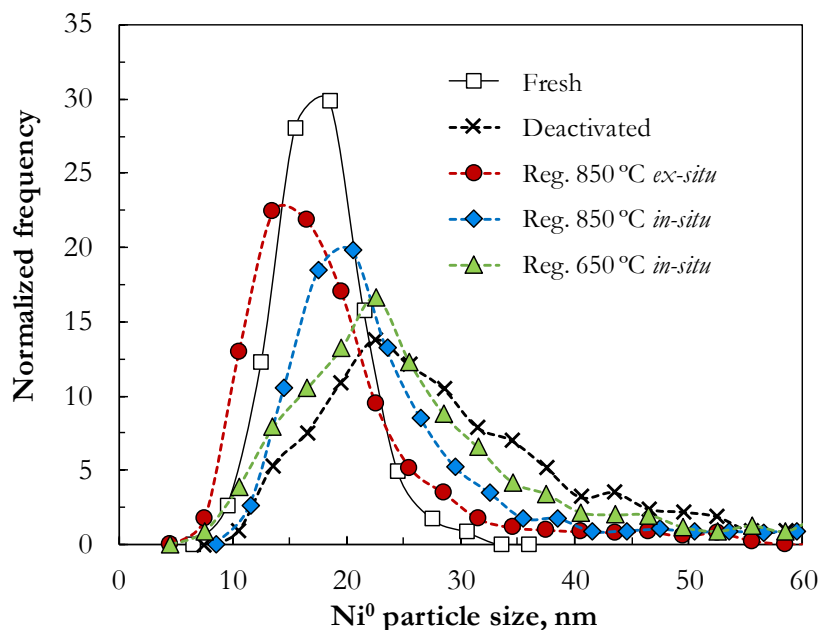 35
30
25
20
15
10
5
0
Normalized frequency
Fresh
Deactivated
Reg. 850 ºC ex-situ
Reg. 850 ºC in-situ
Reg. 650 ºC in-situ
0 10 20 30 40 50 60
Ni⁰ particle size, nm